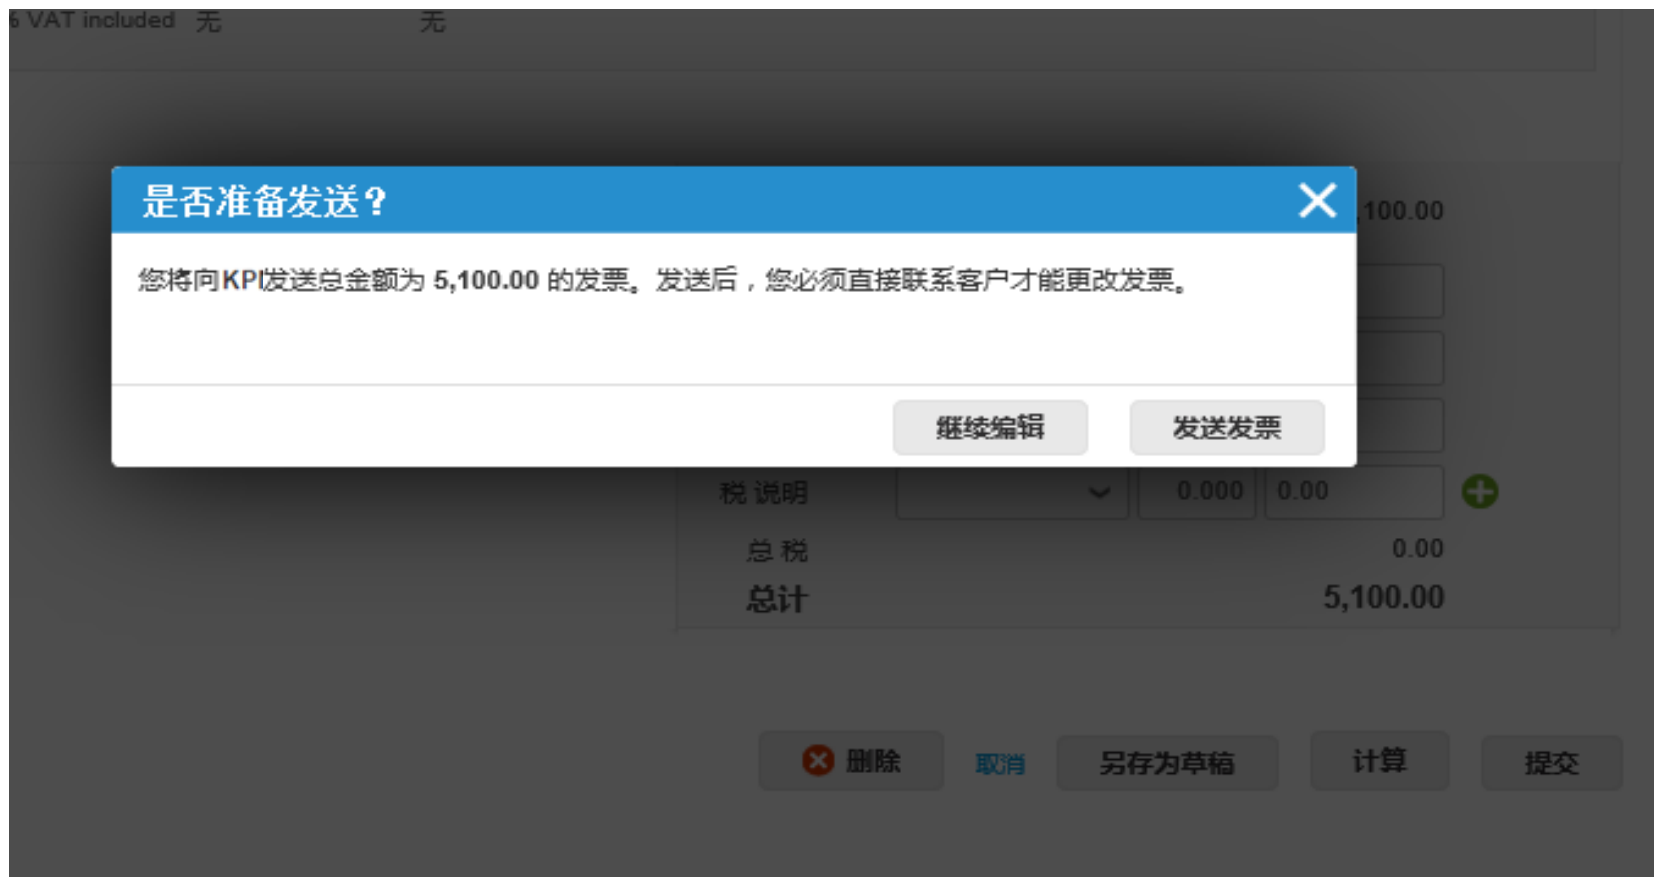 % VAT included 无 无
是否准备发送?
,100.00
您将向KPI发送总金额为 5,100.00 的发票。发送后，您必须直接联系客户才能更改发票。
继续编辑 发送发票
税 说明 0.000 0.00
总 税 0.00
总计 5,100.00
删除 取消 另存为草稿 计算 提交